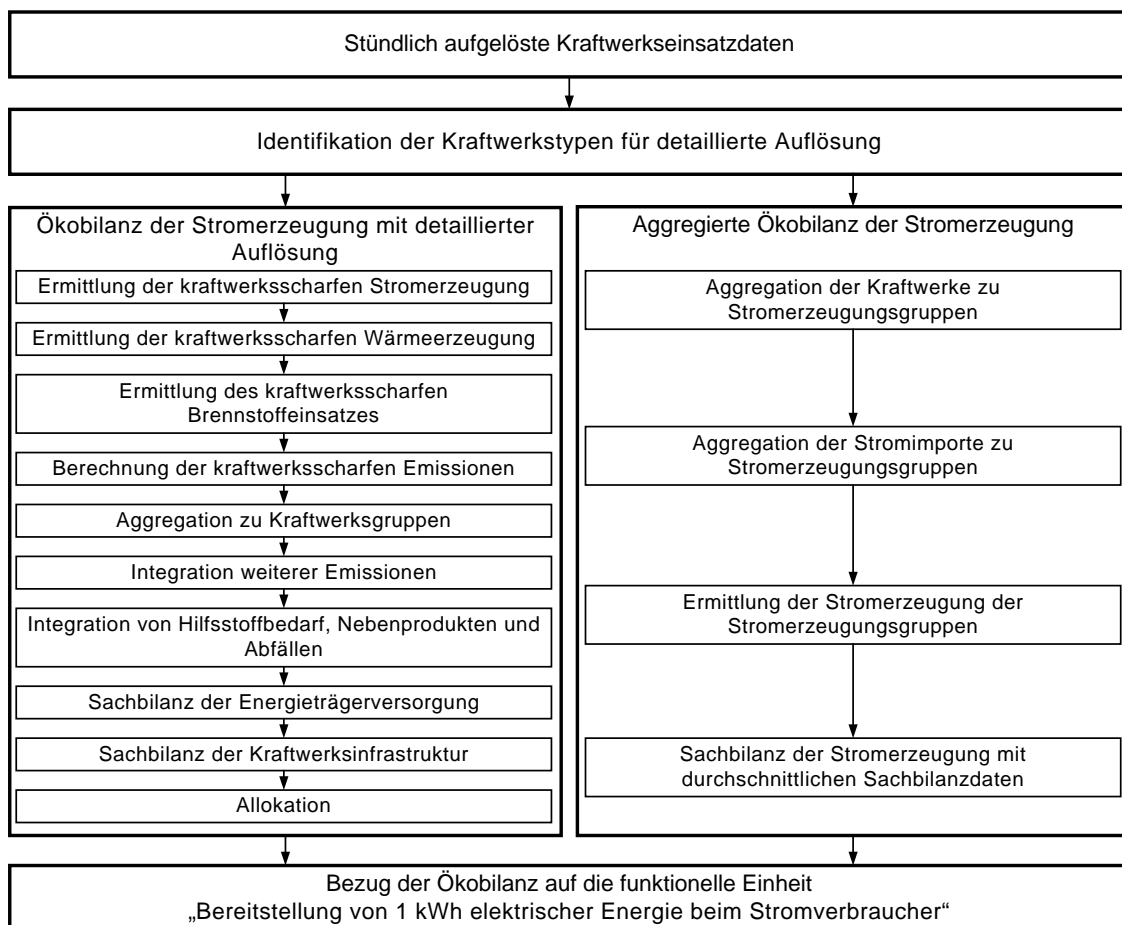 Stündlich aufgelöste Kraftwerkseinsatzdaten
Identifikation der Kraftwerkstypen für detaillierte Auflösung
Ökobilanz der Stromerzeugung mit detaillierter
Auflösung
Ermittlung der kraftwerksscharfen Stromerzeugung
Ermittlung der kraftwerksscharfen Wärmeerzeugung
Ermittlung des kraftwerksscharfen
Brennstoffeinsatzes
Berechnung der kraftwerksscharfen Emissionen
Aggregation zu Kraftwerksgruppen
Integration weiterer Emissionen
Integration von Hilfsstoffbedarf, Nebenprodukten und
Abfällen
Sachbilanz der Energieträgerversorgung
Sachbilanz der Kraftwerksinfrastruktur
Allokation
Aggregierte Ökobilanz der Stromerzeugung
Aggregation der Kraftwerke zu
Stromerzeugungsgruppen
Aggregation der Stromimporte zu
Stromerzeugungsgruppen
Ermittlung der Stromerzeugung der
Stromerzeugungsgruppen
Sachbilanz der Stromerzeugung mit
durchschnittlichen Sachbilanzdaten
Bezug der Ökobilanz auf die funktionelle Einheit
„Bereitstellung von 1 kWh elektrischer Energie beim Stromverbraucher“